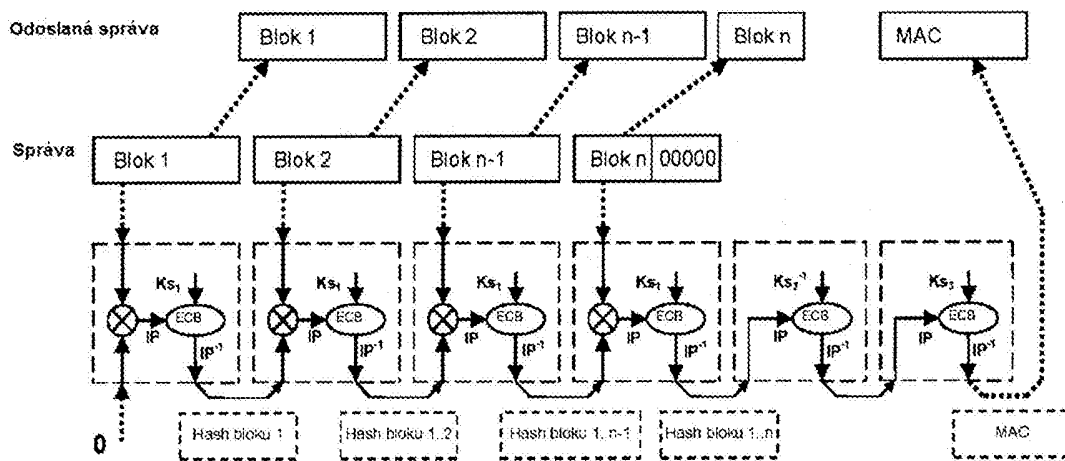 Odoslaná správa
Blok 1
Blok 2
Blok n-1
Blok n
MAC
Správa
Blok 1
Blok 2
Blok n-1
Blok n
00000
Ks₁
Ks₁
Ks₁
Ks₁
Ks₂⁻¹
Ks₃
ECB
ECB
ECB
ECB
ECB
ECB
IP
IP
IP
IP
IP
IP
IP⁻¹
IP⁻¹
IP⁻¹
IP⁻¹
IP⁻¹
IP⁻¹
0
Hash bloku 1
Hash bloku 1..2
Hash bloku 1..n-1
Hash bloku 1..n
MAC